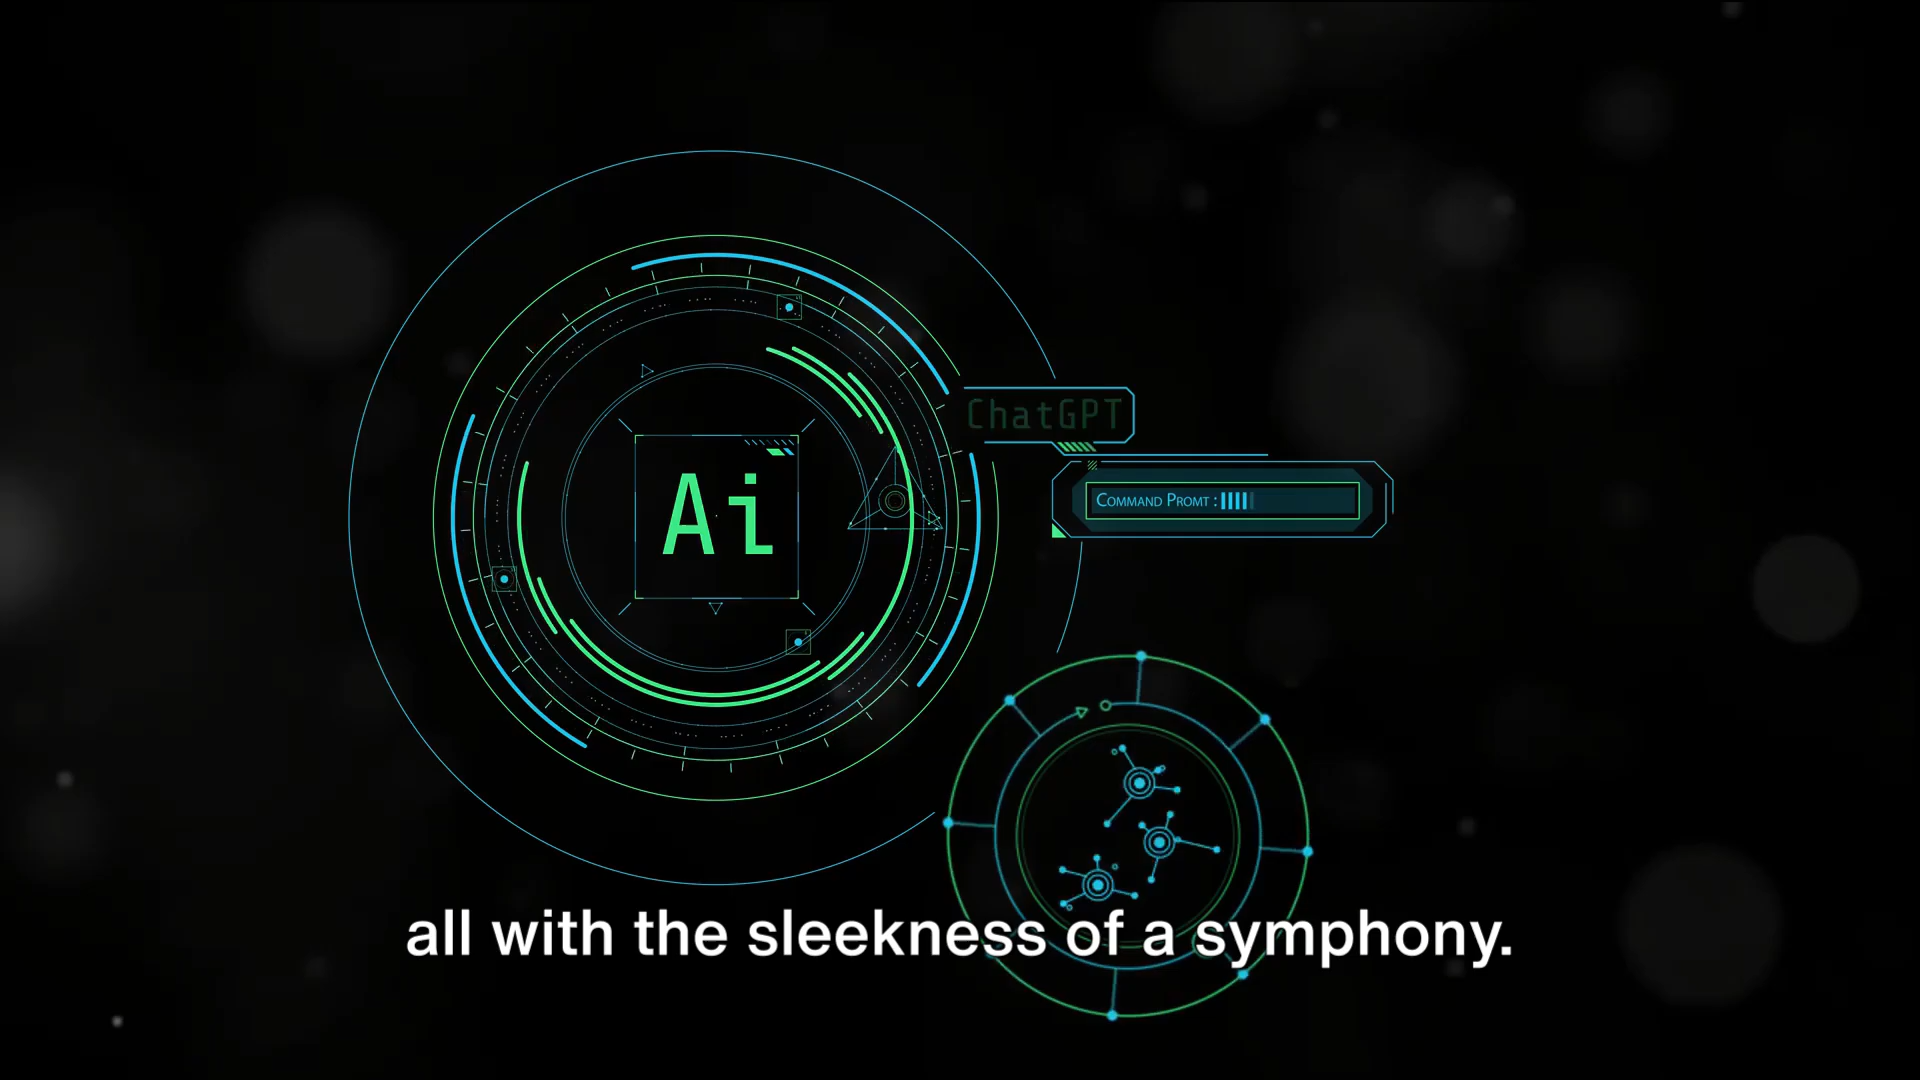 ChatGPT
Command Promt :
Ai
all with the sleekness of a symphony.